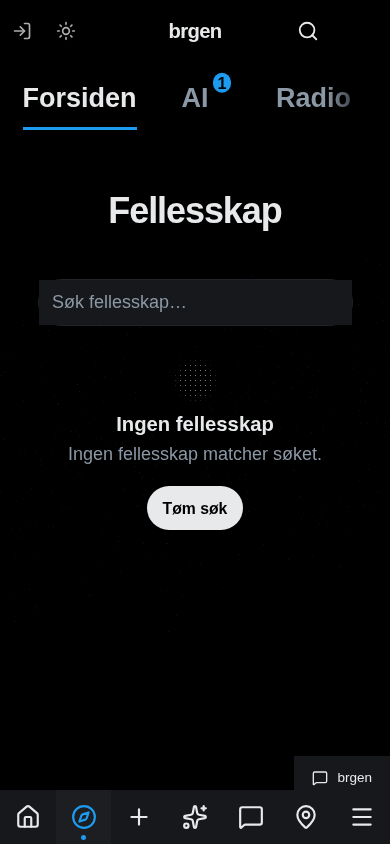 brgen
Forsiden AI 1 Radio
Fellesskap
Søk fellesskap…
Ingen fellesskap
Ingen fellesskap matcher søket.
Tøm søk
brgen